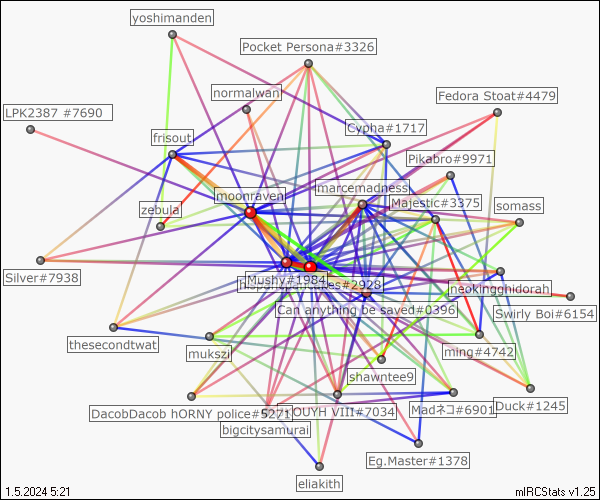 yoshimanden
Pocket Persona#3326
normalwan
Fedora Stoat#4479
LPK2387 #7690
Cypha#1717
frisout
Pikabro#9971
marcemadness
moonraven
Majestic#3375
zebula
somass
Silver#7938
Mushy#1984
es#2928
neokingghidorah
Can anything be saved#0396
Swirly Boi#6154
thesecondtwat
mukszi
ming#4742
shawntee9
DacobDacob hORNY police#5271
OUYH VIII#7034
Madネコ#6901
Duck#1245
bigcitysamurai
Eg.Master#1378
eliakith
1.5.2024 5:21
mIRCStats v1.25